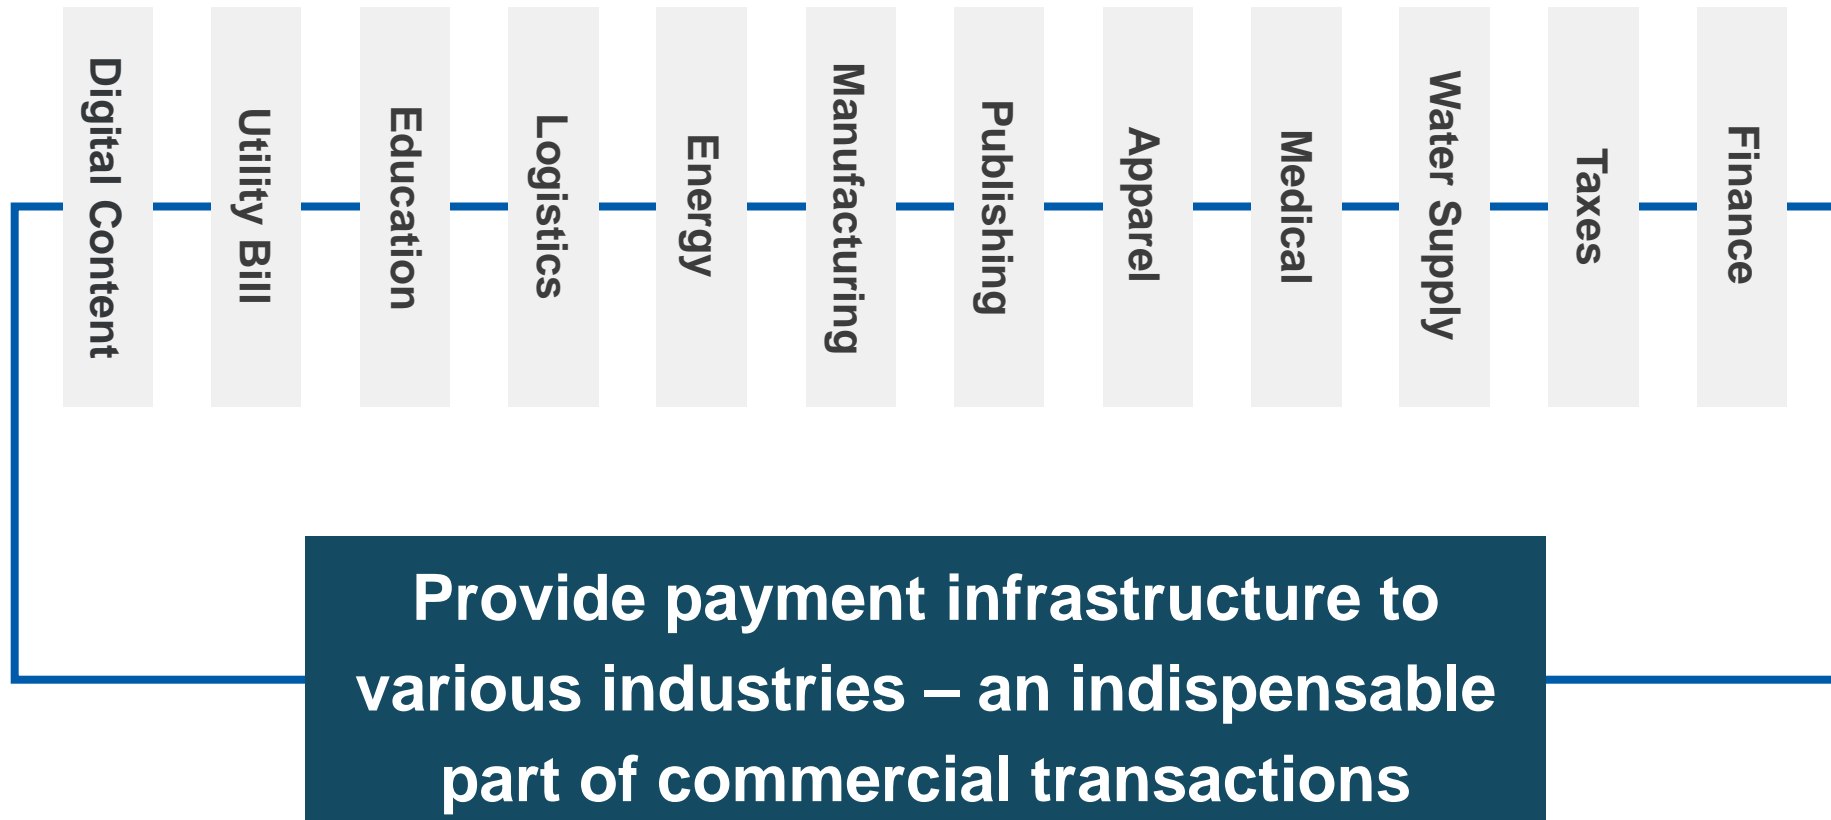 Digital Content
Utility Bill
Education
Logistics
Energy
Manufacturing
Publishing
Apparel
Medical
Water Supply
Taxes
Finance
Provide payment infrastructure to
various industries – an indispensable
part of commercial transactions